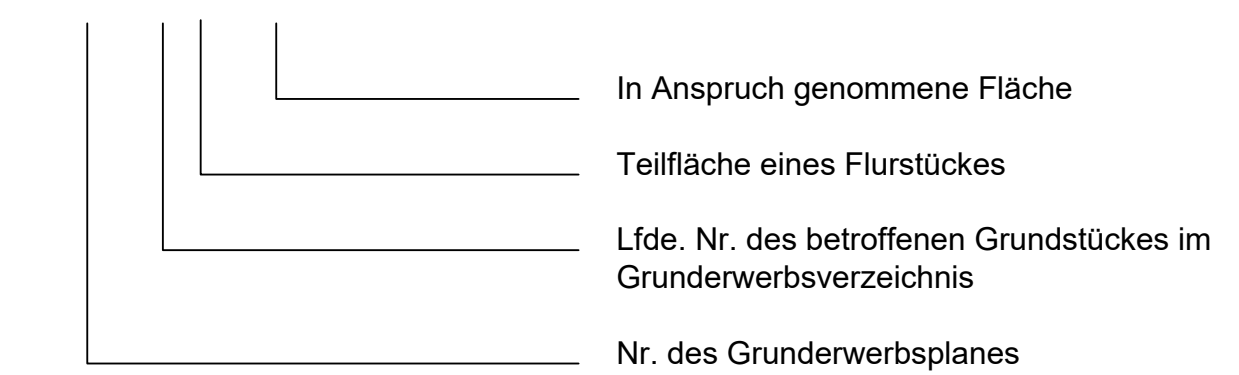 In Anspruch genommene Fläche
Teilfläche eines Flurstückes
Lfde. Nr. des betroffenen Grundstückes im
Grunderwerbsverzeichnis
Nr. des Grunderwerbsplanes